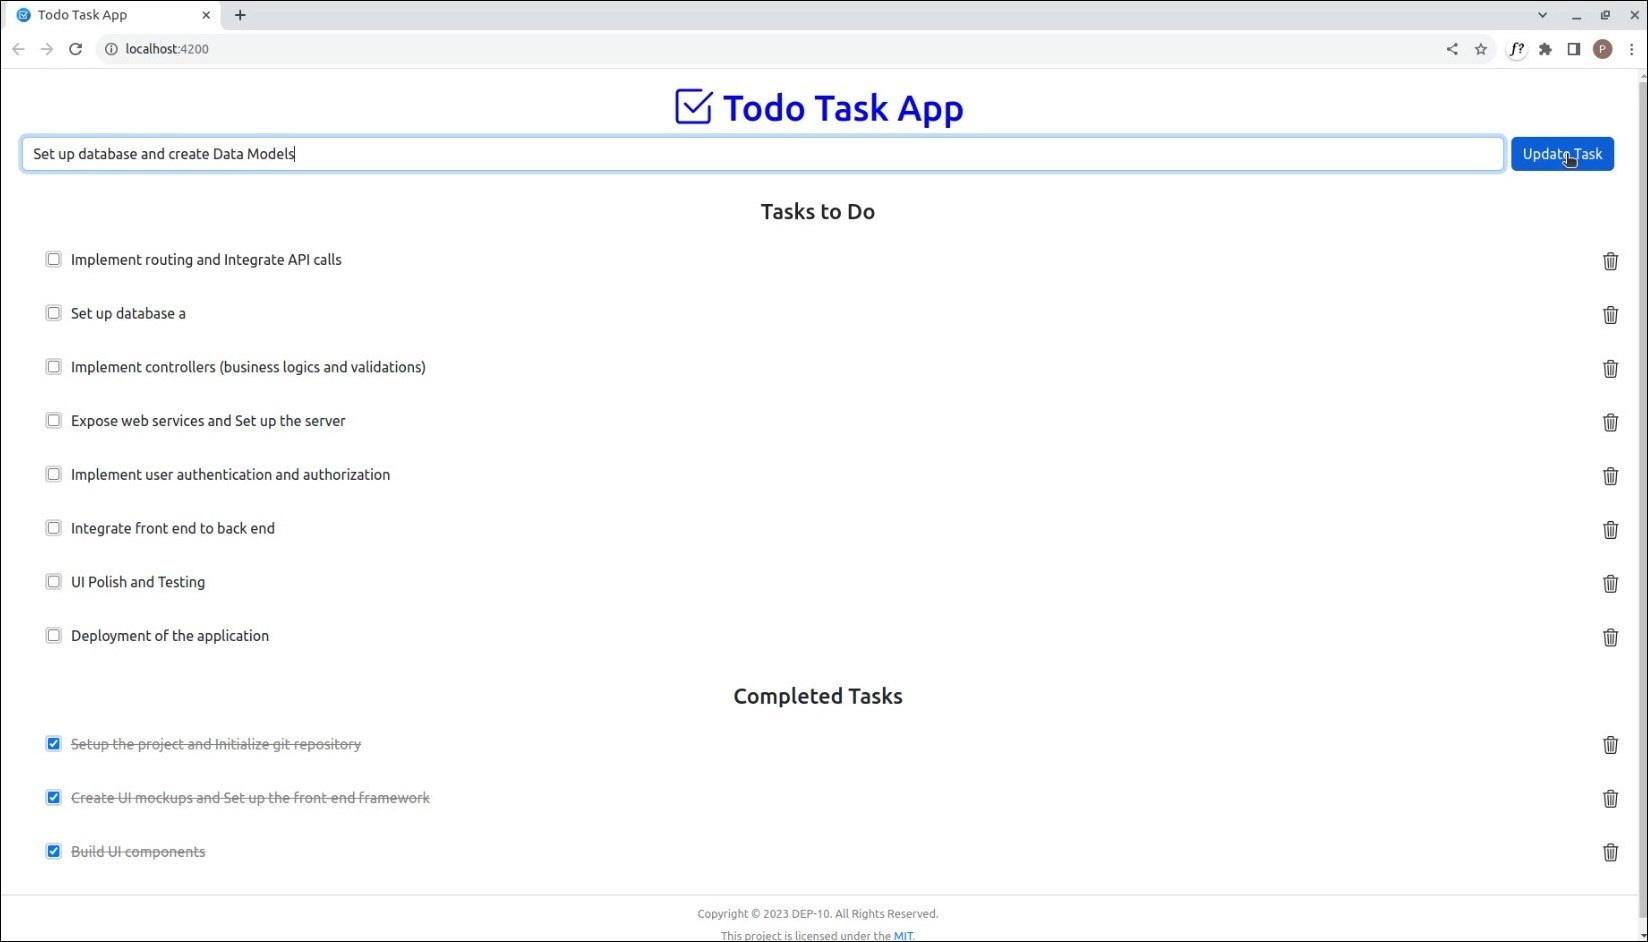 Todo Task App
localhost:4200
f?
P
Todo Task App
Set up database and create Data Models
Update Task
Tasks to Do
Implement routing and Integrate API calls
Set up database a
Implement controllers (business logics and validations)
Expose web services and Set up the server
Implement user authentication and authorization
Integrate front end to back end
UI Polish and Testing
Deployment of the application
Completed Tasks
Setup the project and Initialize git repository
Create UI mockups and Set up the front end framework
Build UI components
Copyright © 2023 DEP-10. All Rights Reserved.
This project is licensed under the MIT.